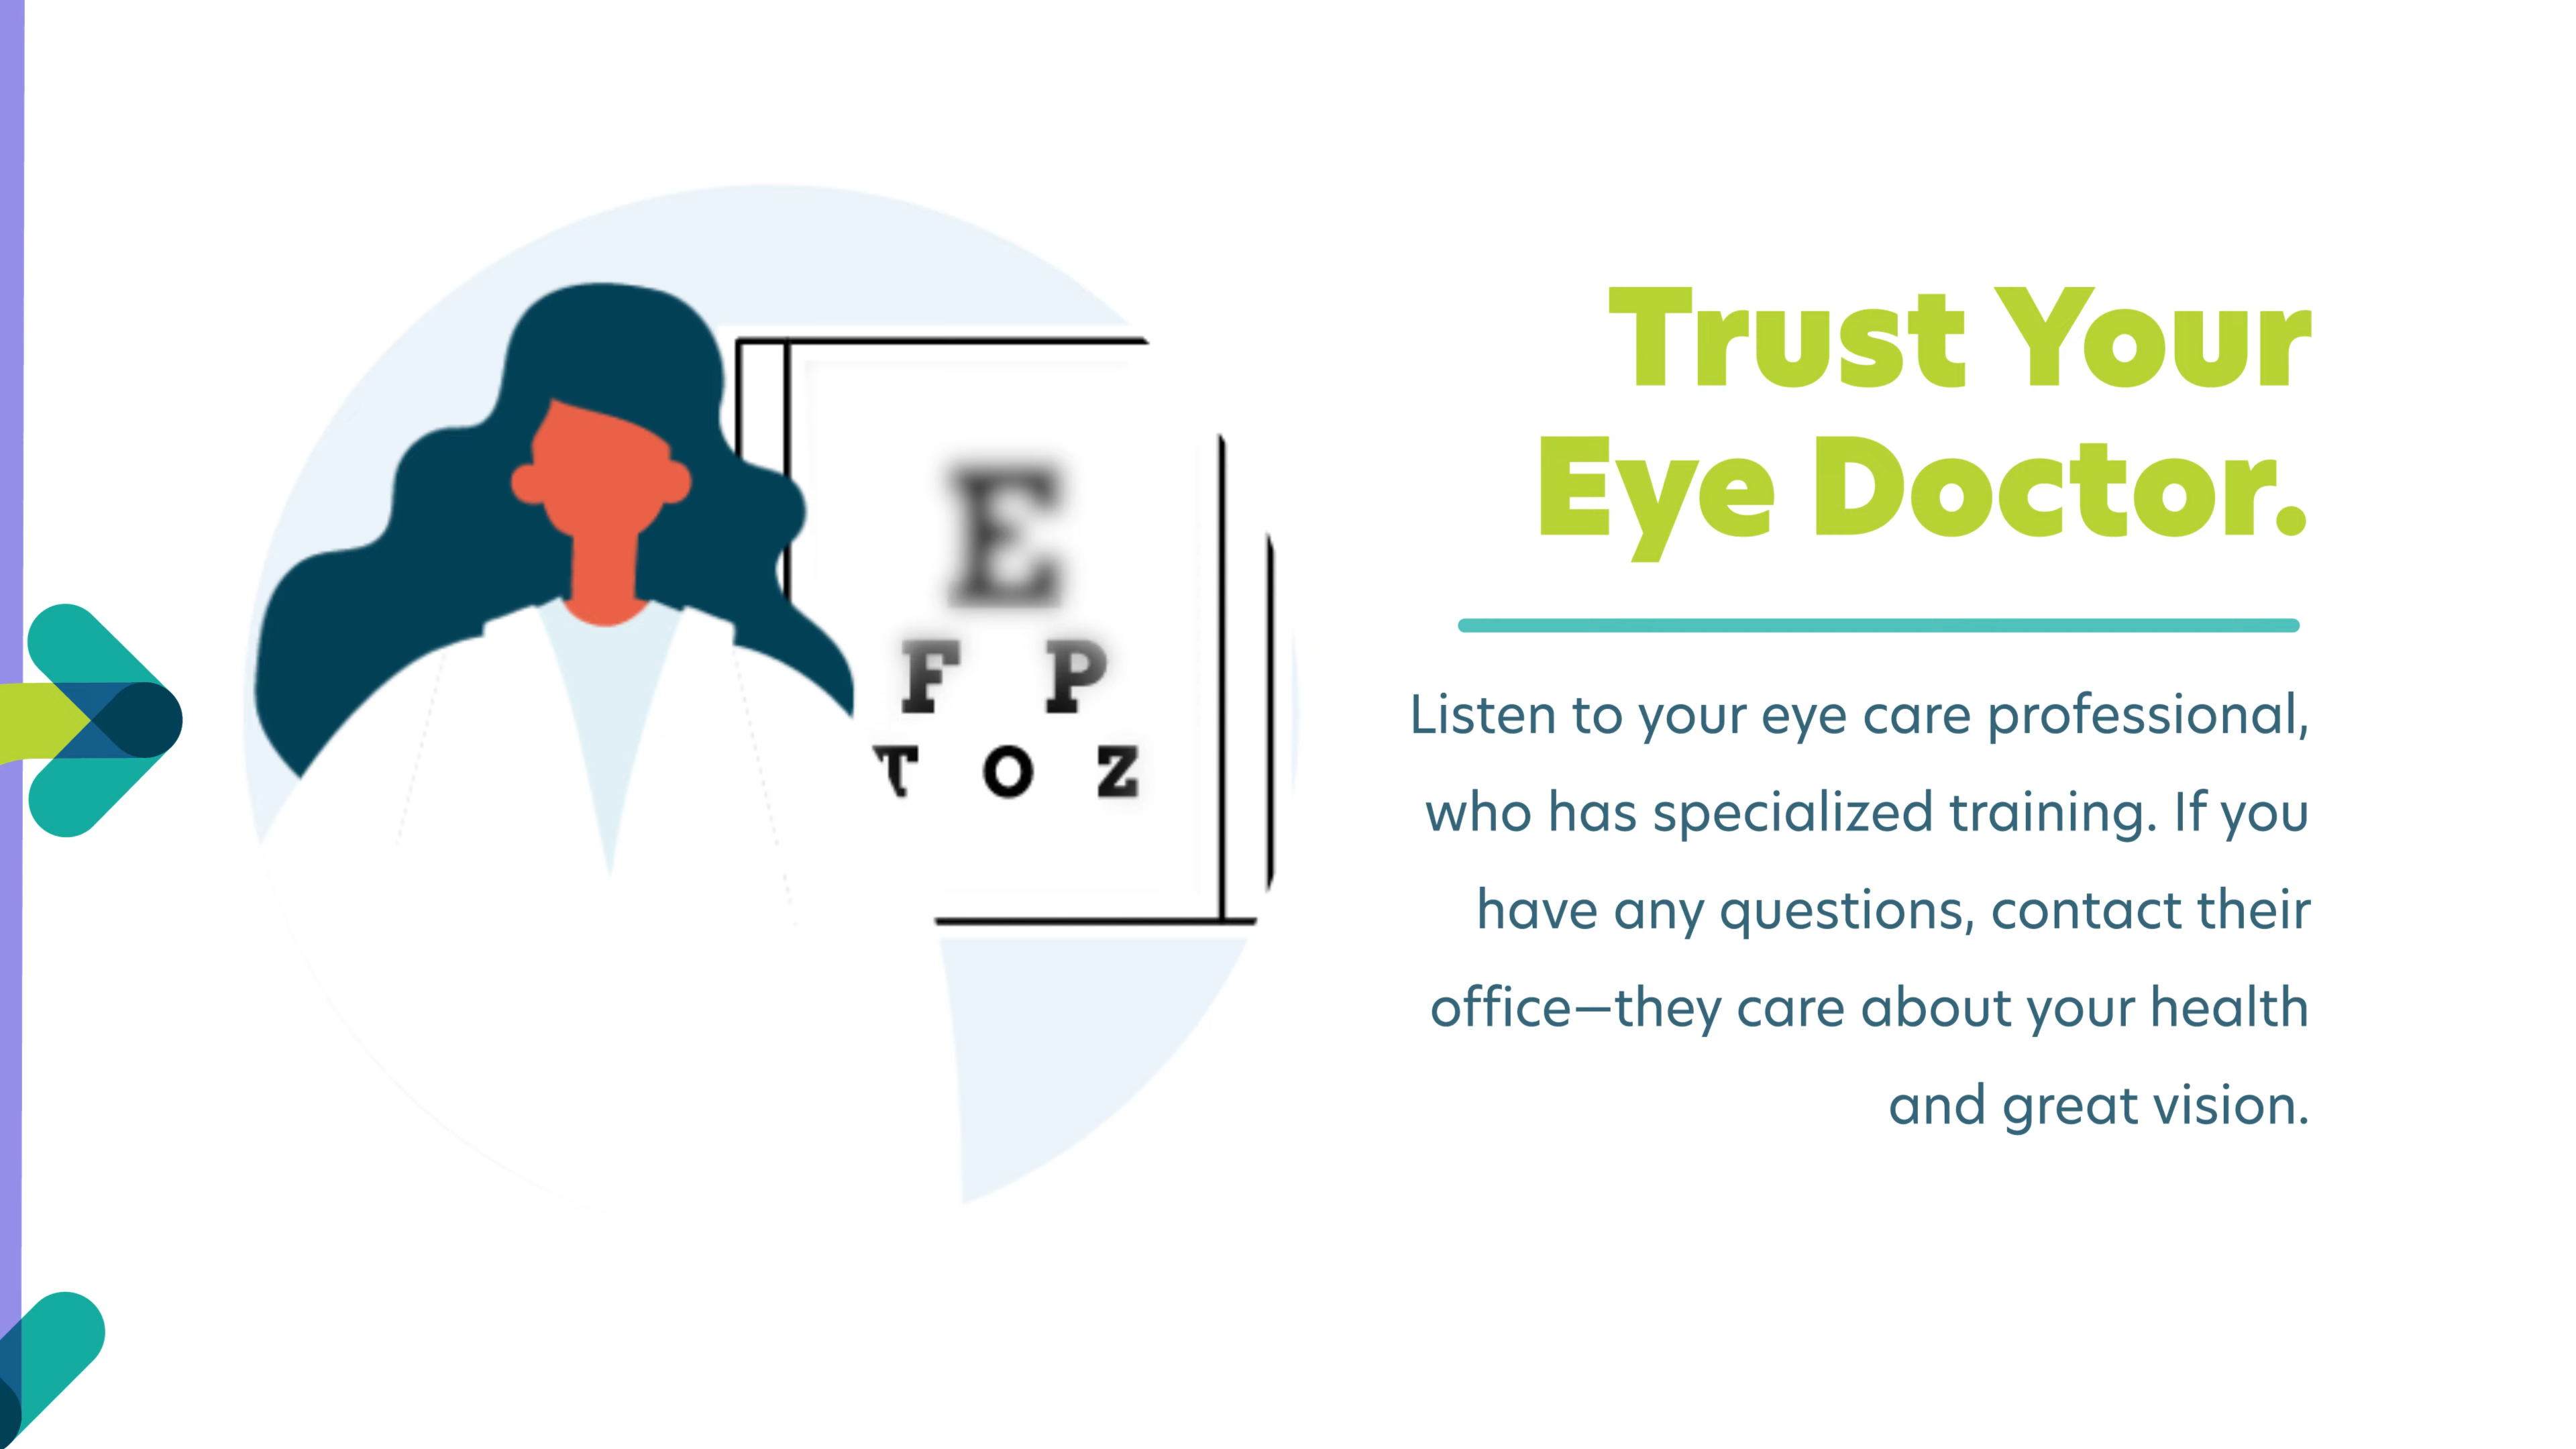 Trust Your
Eye Doctor.
Listen to your eye care professional,
who has specialized training. If you
have any questions, contact their
office—they care about your health
and great vision.
E
F P
T O Z